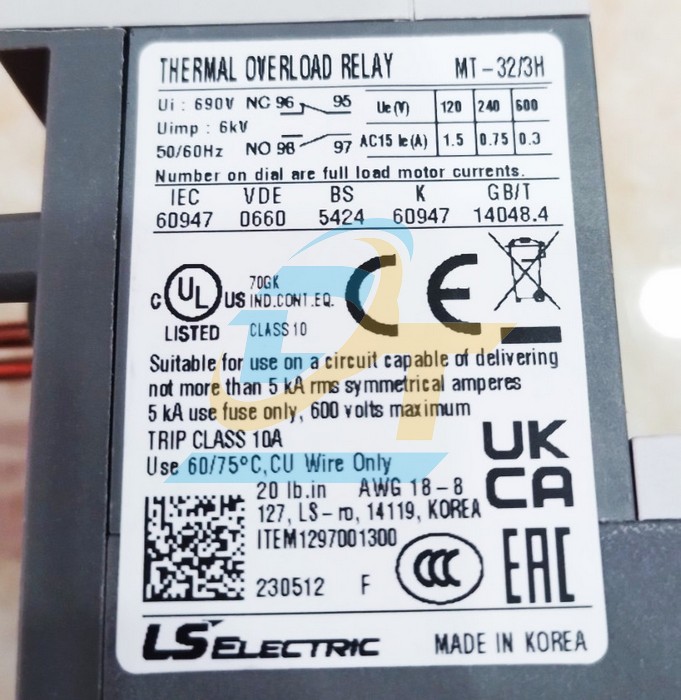 THERMAL OVERLOAD RELAY MT-32/3H
Ui : 690V NC 96 95 Ue(V) 120 240 600
Uimp : 6kV
50/60Hz NO 98 97 AC15 Ie(A) 1.5 0.75 0.3
Number on dial are full load motor currents.
IEC VDE BS K GB/T
60947 0660 5424 60947 14048.4
C UL US LISTED
70GK
IND.CONT.EQ.
CLASS 10
CE
Suitable for use on a circuit capable of delivering
not more than 5 kA rms symmetrical amperes
5 kA use fuse only, 600 volts maximum
TRIP CLASS 10A
Use 60/75°C,CU Wire Only
20 lb.in AWG 18-8
UK
CA
127, LS-ro, 14119, KOREA
ITEM1297001300
230512 F
CCC
EAC
LS ELECTRIC MADE IN KOREA